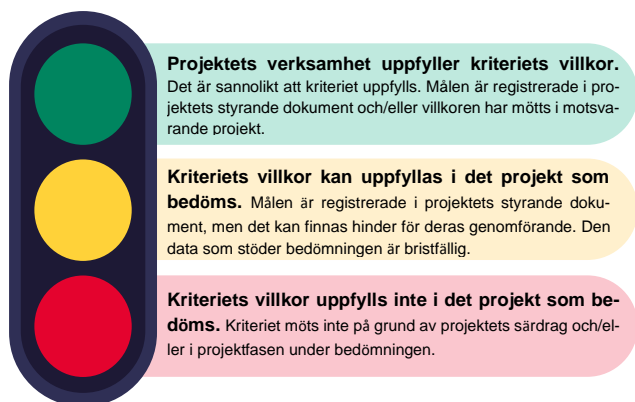 Projektets verksamhet uppfyller kriteriets villkor.
Det är sannolikt att kriteriet uppfylls. Målen är registrerade i pro-
jektets styrande dokument och/eller villkoren har mötts i motsva-
rande projekt.
Kriteriets villkor kan uppfyllas i det projekt som
bedöms. Målen är registrerade i projektets styrande doku-
ment, men det kan finnas hinder för deras genomförande. Den
data som stöder bedömningen är bristfällig.
Kriteriets villkor uppfylls inte i det projekt som be-
döms. Kriteriet möts inte på grund av projektets särdrag och/el-
ler i projektfasen under bedömningen.